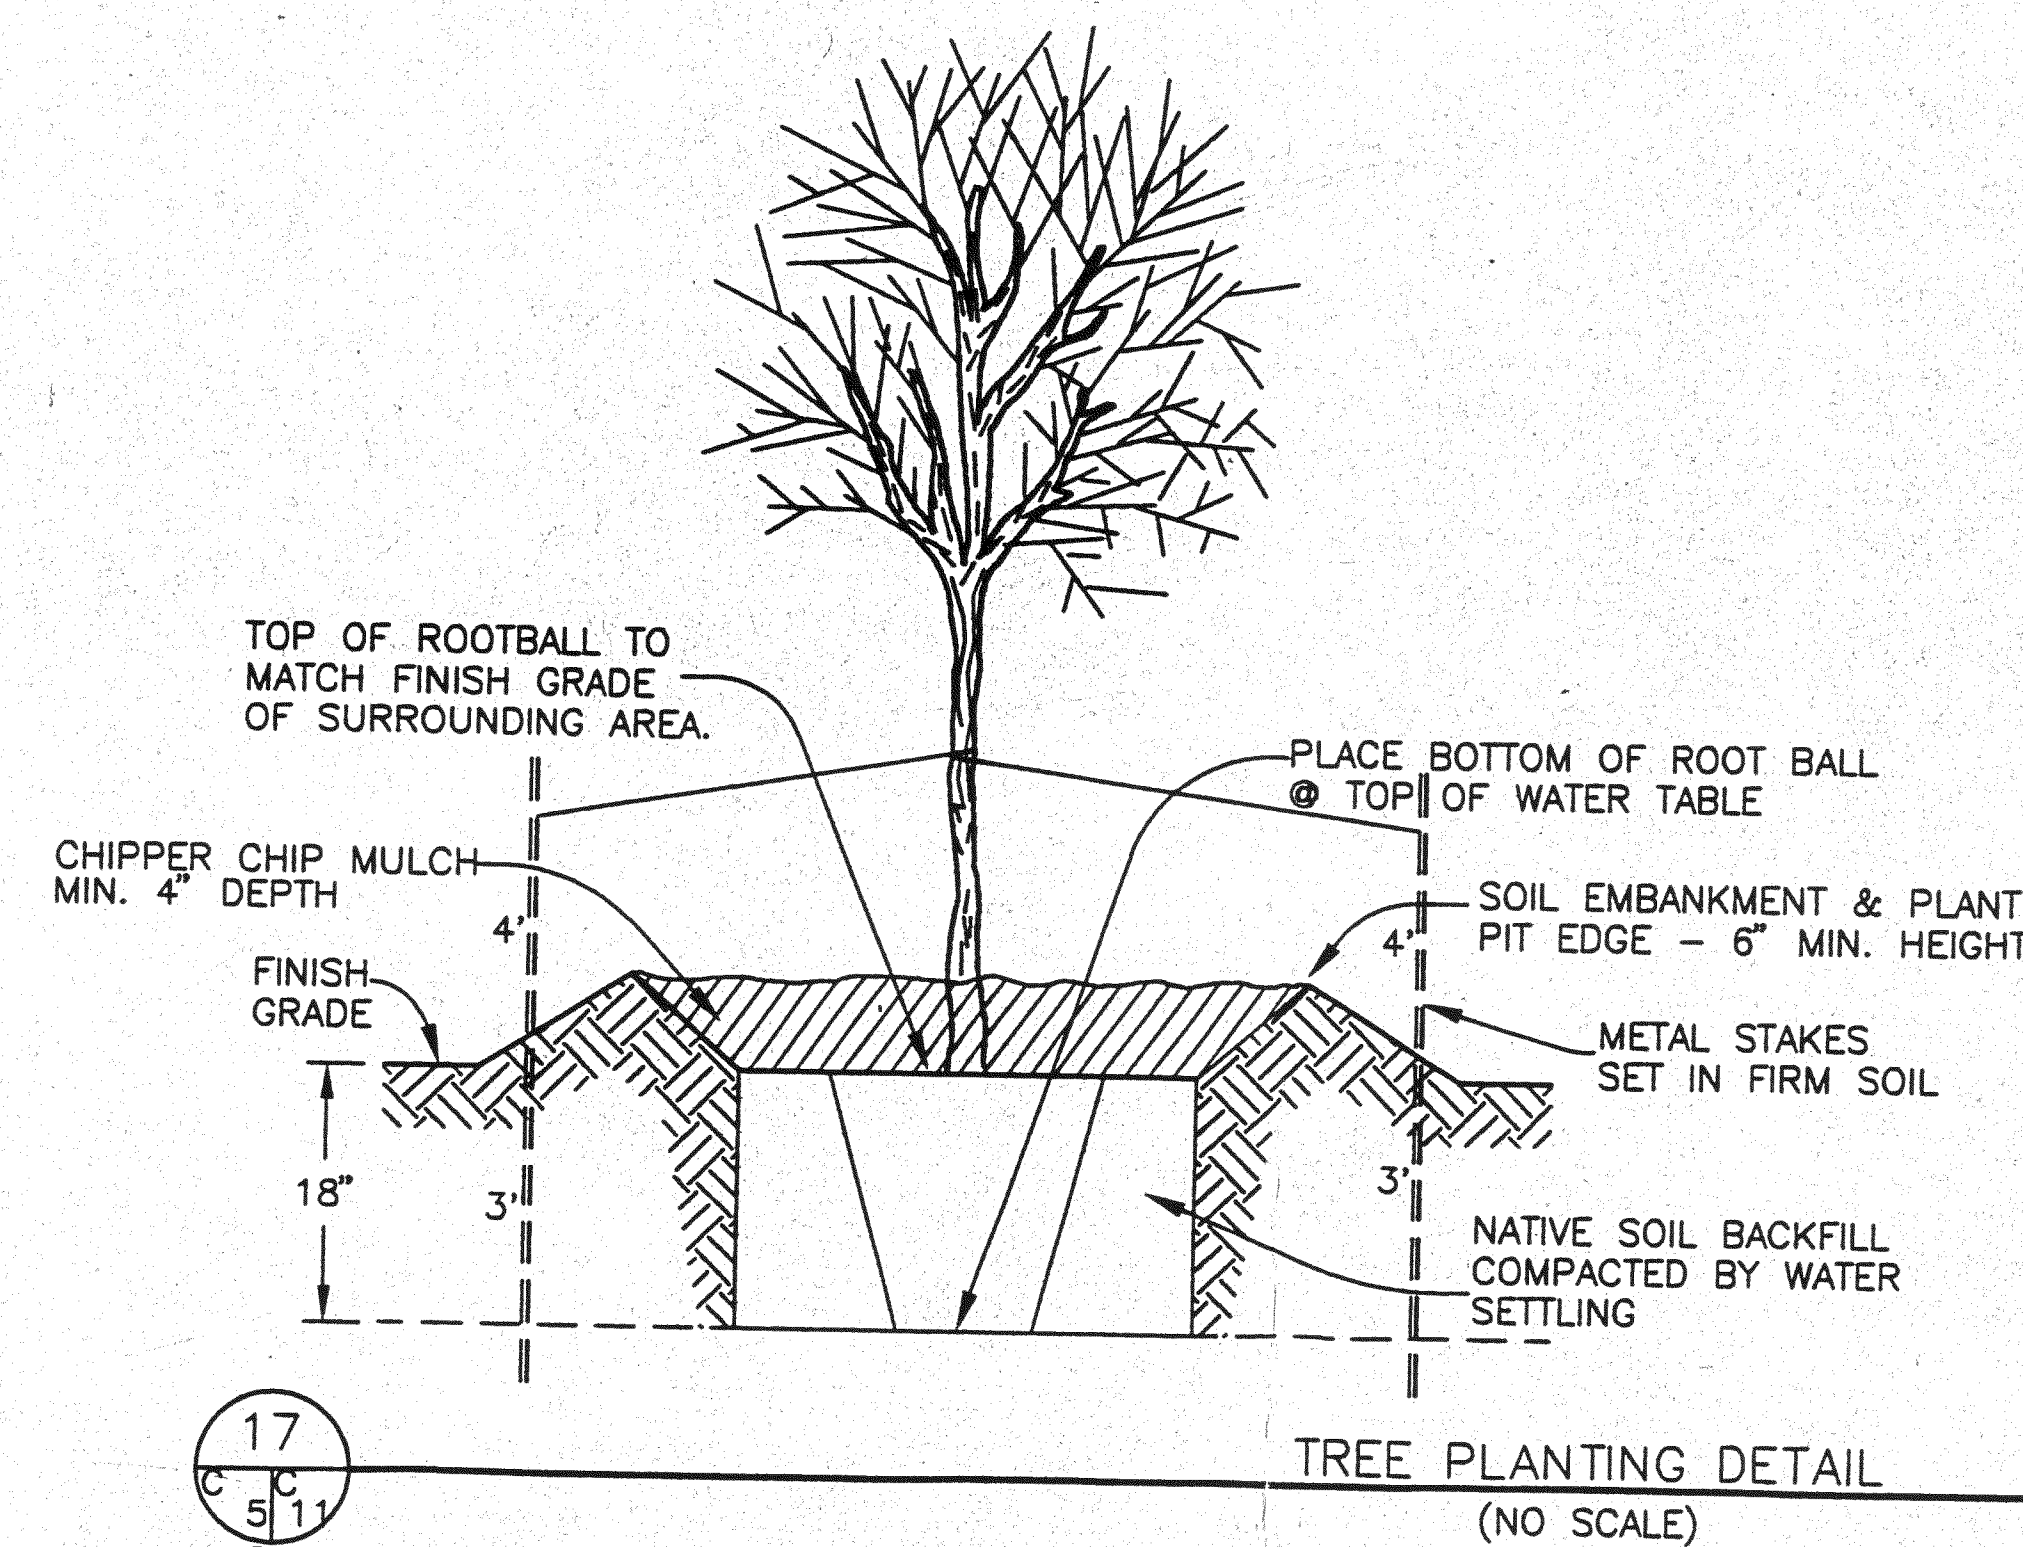 TOP OF ROOTBALL TO
MATCH FINISH GRADE
OF SURROUNDING AREA.
PLACE BOTTOM OF ROOT BALL
@ TOP OF WATER TABLE
CHIPPER CHIP MULCH
MIN. 4" DEPTH
SOIL EMBANKMENT & PLANT
PIT EDGE - 6" MIN. HEIGHT
4'
4'
FINISH
GRADE
METAL STAKES
SET IN FIRM SOIL
18"
3'
3'
NATIVE SOIL BACKFILL
COMPACTED BY WATER
SETTLING
17
C 5
C 11
TREE PLANTING DETAIL
(NO SCALE)